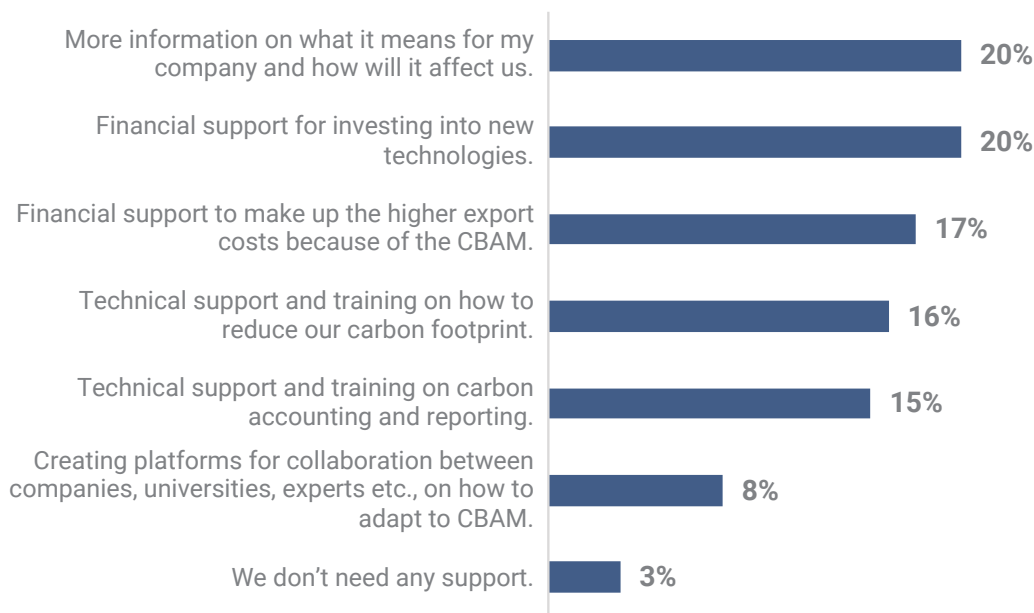 More information on what it means for my
company and how will it affect us.
20%
Financial support for investing into new
technologies.
20%
Financial support to make up the higher export
costs because of the CBAM.
17%
Technical support and training on how to
reduce our carbon footprint.
16%
Technical support and training on carbon
accounting and reporting.
15%
Creating platforms for collaboration between
companies, universities, experts etc., on how to
adapt to CBAM.
8%
We don’t need any support.
3%